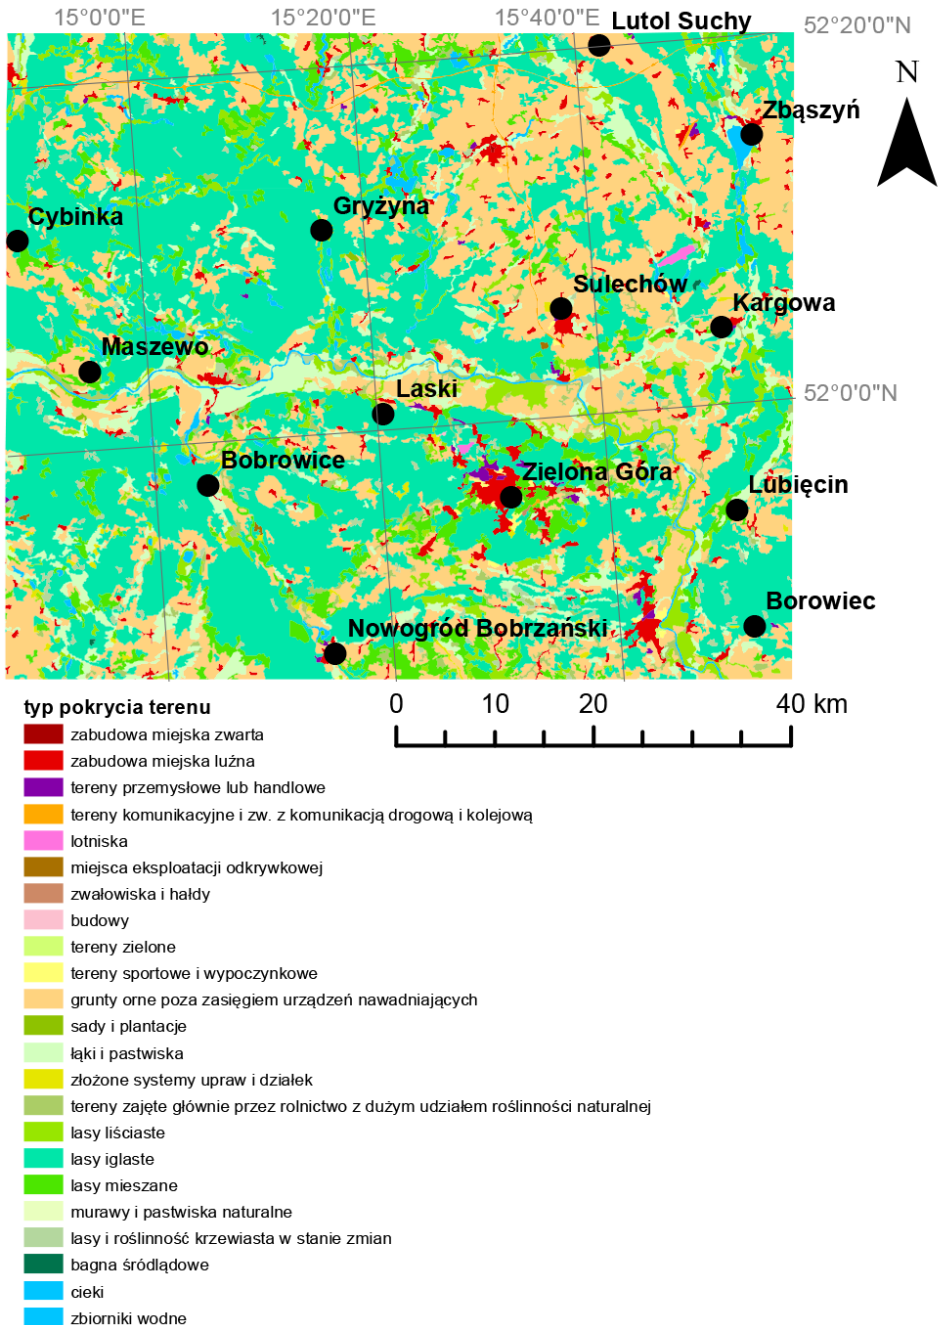 15°0'0"E 15°20'0"E 15°40'0"E
Lutol Suchy
52°20'0"N
N
Zbąszyń
Gryżyna
Cybinka
Sulechów
Kargowa
Maszewo
Laski
52°0'0"N
Bobrowice
Zielona Góra
Lubięcin
Borowiec
Nowogród Bobrzański
0 10 20 40 km
typ pokrycia terenu
zabudowa miejska zwarta
zabudowa miejska luźna
tereny przemysłowe lub handlowe
tereny komunikacyjne i zw. z komunikacją drogową i kolejową
lotniska
miejsca eksploatacji odkrywkowej
zwałowiska i hałdy
budowy
tereny zielone
tereny sportowe i wypoczynkowe
grunty orne poza zasięgiem urządzeń nawadniających
sady i plantacje
łąki i pastwiska
złożone systemy upraw i działek
tereny zajęte głównie przez rolnictwo z dużym udziałem roślinności naturalnej
lasy liściaste
lasy iglaste
lasy mieszane
murawy i pastwiska naturalne
lasy i roślinność krzewiasta w stanie zmian
bagna śródlądowe
cieki
zbiorniki wodne